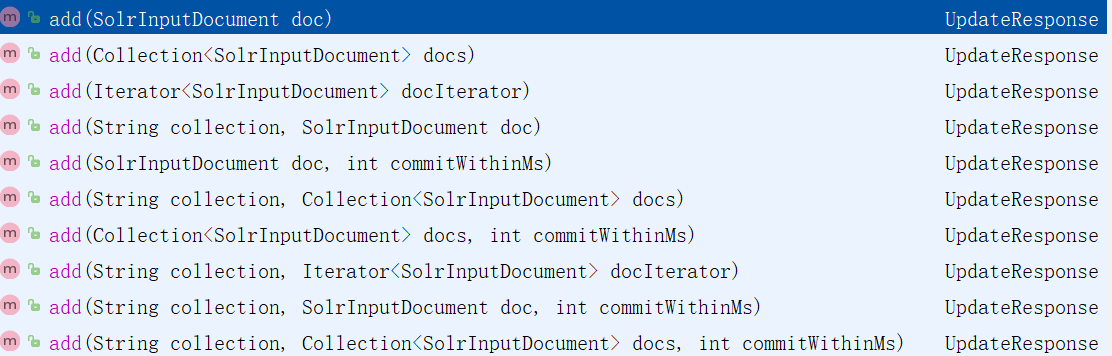 m add(SolrInputDocument doc) UpdateResponse
m add(Collection<SolrInputDocument> docs) UpdateResponse
m add(Iterator<SolrInputDocument> docIterator) UpdateResponse
m add(String collection, SolrInputDocument doc) UpdateResponse
m add(SolrInputDocument doc, int commitWithinMs) UpdateResponse
m add(String collection, Collection<SolrInputDocument> docs) UpdateResponse
m add(Collection<SolrInputDocument> docs, int commitWithinMs) UpdateResponse
m add(String collection, Iterator<SolrInputDocument> docIterator) UpdateResponse
m add(String collection, SolrInputDocument doc, int commitWithinMs) UpdateResponse
m add(String collection, Collection<SolrInputDocument> docs, int commitWithinMs) UpdateResponse